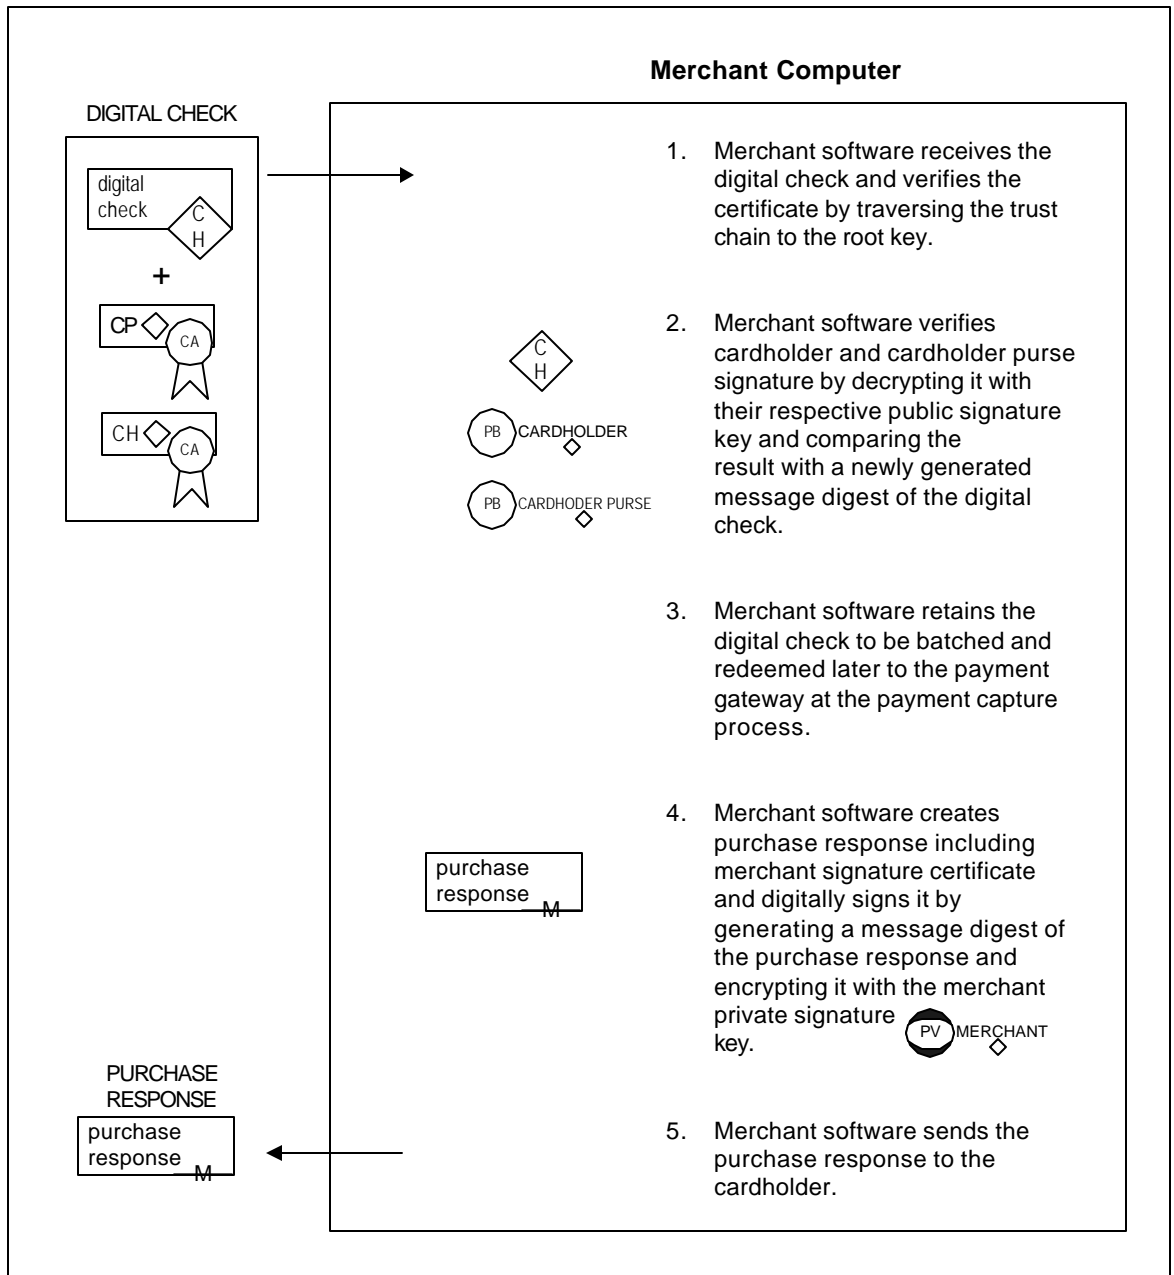 Merchant Computer
DIGITAL CHECK
digital
check
C
H
+
CP
CA
CH
CA
1. Merchant software receives the
digital check and verifies the
certificate by traversing the trust
chain to the root key.
2. Merchant software verifies
cardholder and cardholder purse
signature by decrypting it with
their respective public signature
key and comparing the
result with a newly generated
message digest of the digital
check.
C
H
PB CARDHOLDER
PB CARDHODER PURSE
3. Merchant software retains the
digital check to be batched and
redeemed later to the payment
gateway at the payment capture
process.
4. Merchant software creates
purchase response including
merchant signature certificate
and digitally signs it by
generating a message digest of
the purchase response and
encrypting it with the merchant
private signature
key.
PV MERCHANT
purchase
response
M
5. Merchant software sends the
purchase response to the
cardholder.
PURCHASE
RESPONSE
purchase
response
M